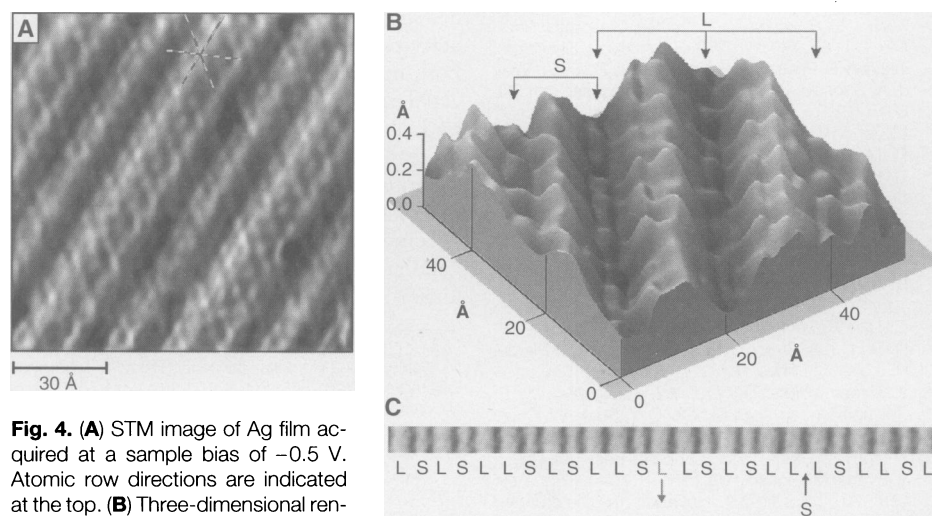 A
B
L
S
Å
0.4
0.2
0.0
40
Å
20
0
0
20
Å
40
30 Å
C
L S L S L L S L S L L S L L S L S L L L S L L S L
S
Fig. 4. (A) STM image of Ag film ac-
quired at a sample bias of −0.5 V.
Atomic row directions are indicated
at the top. (B) Three-dimensional ren-